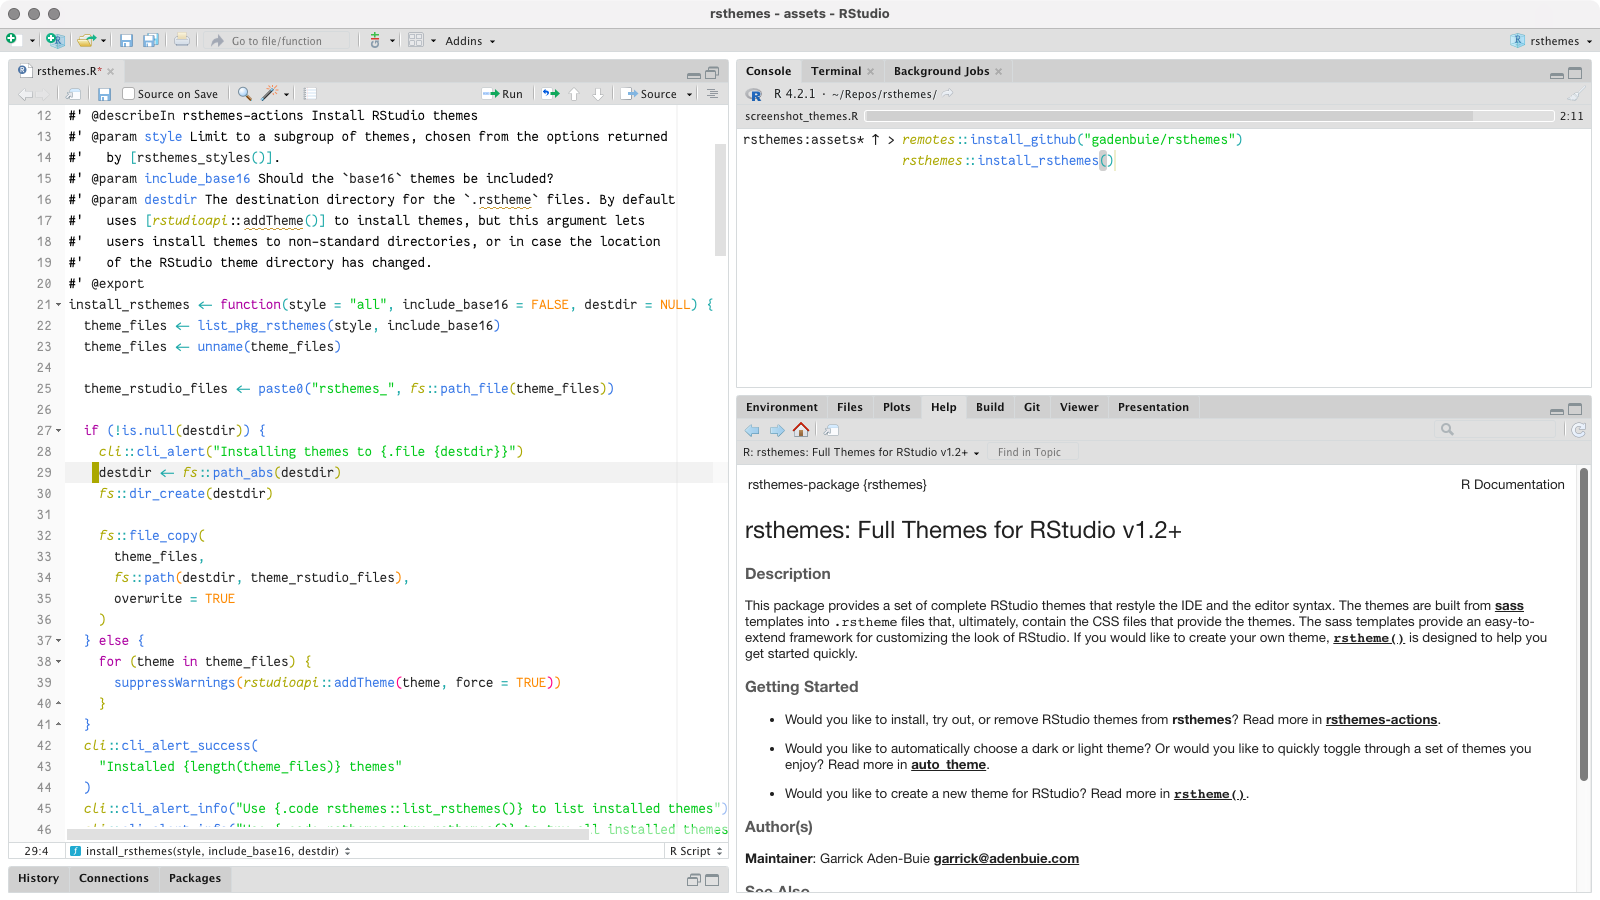 rsthemes - assets - RStudio
Go to file/function
Addins
rsthemes
rsthemes.R*
Source on Save
Run
Source
12 #' @describeIn rsthemes-actions Install RStudio themes
13 #' @param style Limit to a subgroup of themes, chosen from the options returned
14 #'   by [rsthemes_styles()].
15 #' @param include_base16 Should the `base16` themes be included?
16 #' @param destdir The destination directory for the `.rstheme` files. By default
17 #'   uses [rstudioapi::addTheme()] to install themes, but this argument lets
18 #'   users install themes to non-standard directories, or in case the location
19 #'   of the RStudio theme directory has changed.
20 #' @export
21 install_rsthemes <- function(style = "all", include_base16 = FALSE, destdir = NULL) {
22   theme_files <- list_pkg_rsthemes(style, include_base16)
23   theme_files <- unname(theme_files)
24
25   theme_rstudio_files <- paste0("rsthemes_", fs::path_file(theme_files))
26
27   if (!is.null(destdir)) {
28     cli::cli_alert("Installing themes to {.file {destdir}}")
29     destdir <- fs::path_abs(destdir)
30     fs::dir_create(destdir)
31
32     fs::file_copy(
33       theme_files,
34       fs::path(destdir, theme_rstudio_files),
35       overwrite = TRUE
36     )
37   } else {
38     for (theme in theme_files) {
39       suppressWarnings(rstudioapi::addTheme(theme, force = TRUE))
40     }
41   }
42   cli::cli_alert_success(
43     "Installed {length(theme_files)} themes"
44   )
45   cli::cli_alert_info("Use {.code rsthemes::list_rsthemes()} to list installed themes")
46 all installed themes
29:4 install_rsthemes(style, include_base16, destdir) R Script
History Connections Packages
Console Terminal Background Jobs
R 4.2.1 · ~/Repos/rsthemes/
screenshot_themes.R 2:11
rsthemes:assets* ↑ > remotes::install_github("gadenbuie/rsthemes")
rsthemes::install_rsthemes()
Environment Files Plots Help Build Git Viewer Presentation
R: rsthemes: Full Themes for RStudio v1.2+ Find in Topic
rsthemes-package {rsthemes} R Documentation
rsthemes: Full Themes for RStudio v1.2+
Description
This package provides a set of complete RStudio themes that restyle the IDE and the editor syntax. The themes are built from sass
templates into .rstheme files that, ultimately, contain the CSS files that provide the themes. The sass templates provide an easy-to-
extend framework for customizing the look of RStudio. If you would like to create your own theme, rstheme() is designed to help you
get started quickly.
Getting Started
• Would you like to install, try out, or remove RStudio themes from rsthemes? Read more in rsthemes-actions.
• Would you like to automatically choose a dark or light theme? Or would you like to quickly toggle through a set of themes you
enjoy? Read more in auto_theme.
• Would you like to create a new theme for RStudio? Read more in rstheme().
Author(s)
Maintainer: Garrick Aden-Buie garrick@adenbuie.com
See Also